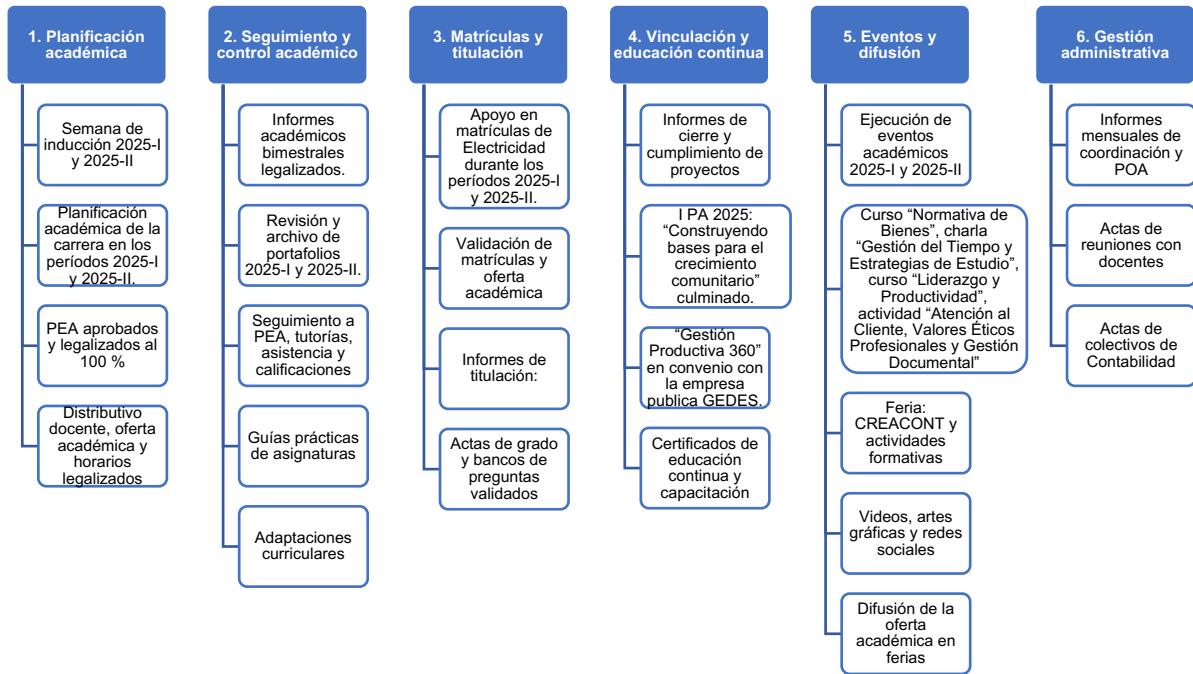 1. Planificación
académica
Semana de
inducción 2025-I
y 2025-II
Planificación
académica de la
carrera en los
períodos 2025-I
y 2025-II.
PEA aprobados
y legalizados al
100 %
Distributivo
docente, oferta
académica y
horarios
legalizados
2. Seguimiento y
control académico
Informes
académicos
bimestrales
legalizados.
Revisión y
archivo de
portafolios
2025-I y 2025-II.
Seguimiento a
PEA, tutorías,
asistencia y
calificaciones
Guías prácticas
de asignaturas
Adaptaciones
curriculares
3. Matrículas y
titulación
Apoyo en
matrículas de
Electricidad
durante los
períodos 2025-I
y 2025-II.
Validación de
matrículas y
oferta
académica
Informes de
titulación:
Actas de grado
y bancos de
preguntas
validados
4. Vinculación y
educación continua
Informes de
cierre y
cumplimiento de
proyectos
I PA 2025:
“Construyendo
bases para el
crecimiento
comunitario”
culminado.
“Gestión
Productiva 360”
en convenio con
la empresa
publica GEDES.
Certificados de
educación
continua y
capacitación
5. Eventos y
difusión
Ejecución de
eventos
académicos
2025-I y 2025-II
Curso “Normativa de
Bienes”, charla
“Gestión del Tiempo y
Estrategias de Estudio”,
curso “Liderazgo y
Productividad”,
actividad “Atención al
Cliente, Valores Éticos
Profesionales y Gestión
Documental”
Feria:
CREACONT y
actividades
formativas
Videos, artes
gráficas y redes
sociales
Difusión de la
oferta
académica en
ferias
6. Gestión
administrativa
Informes
mensuales de
coordinación y
POA
Actas de
reuniones con
docentes
Actas de
colectivos de
Contabilidad